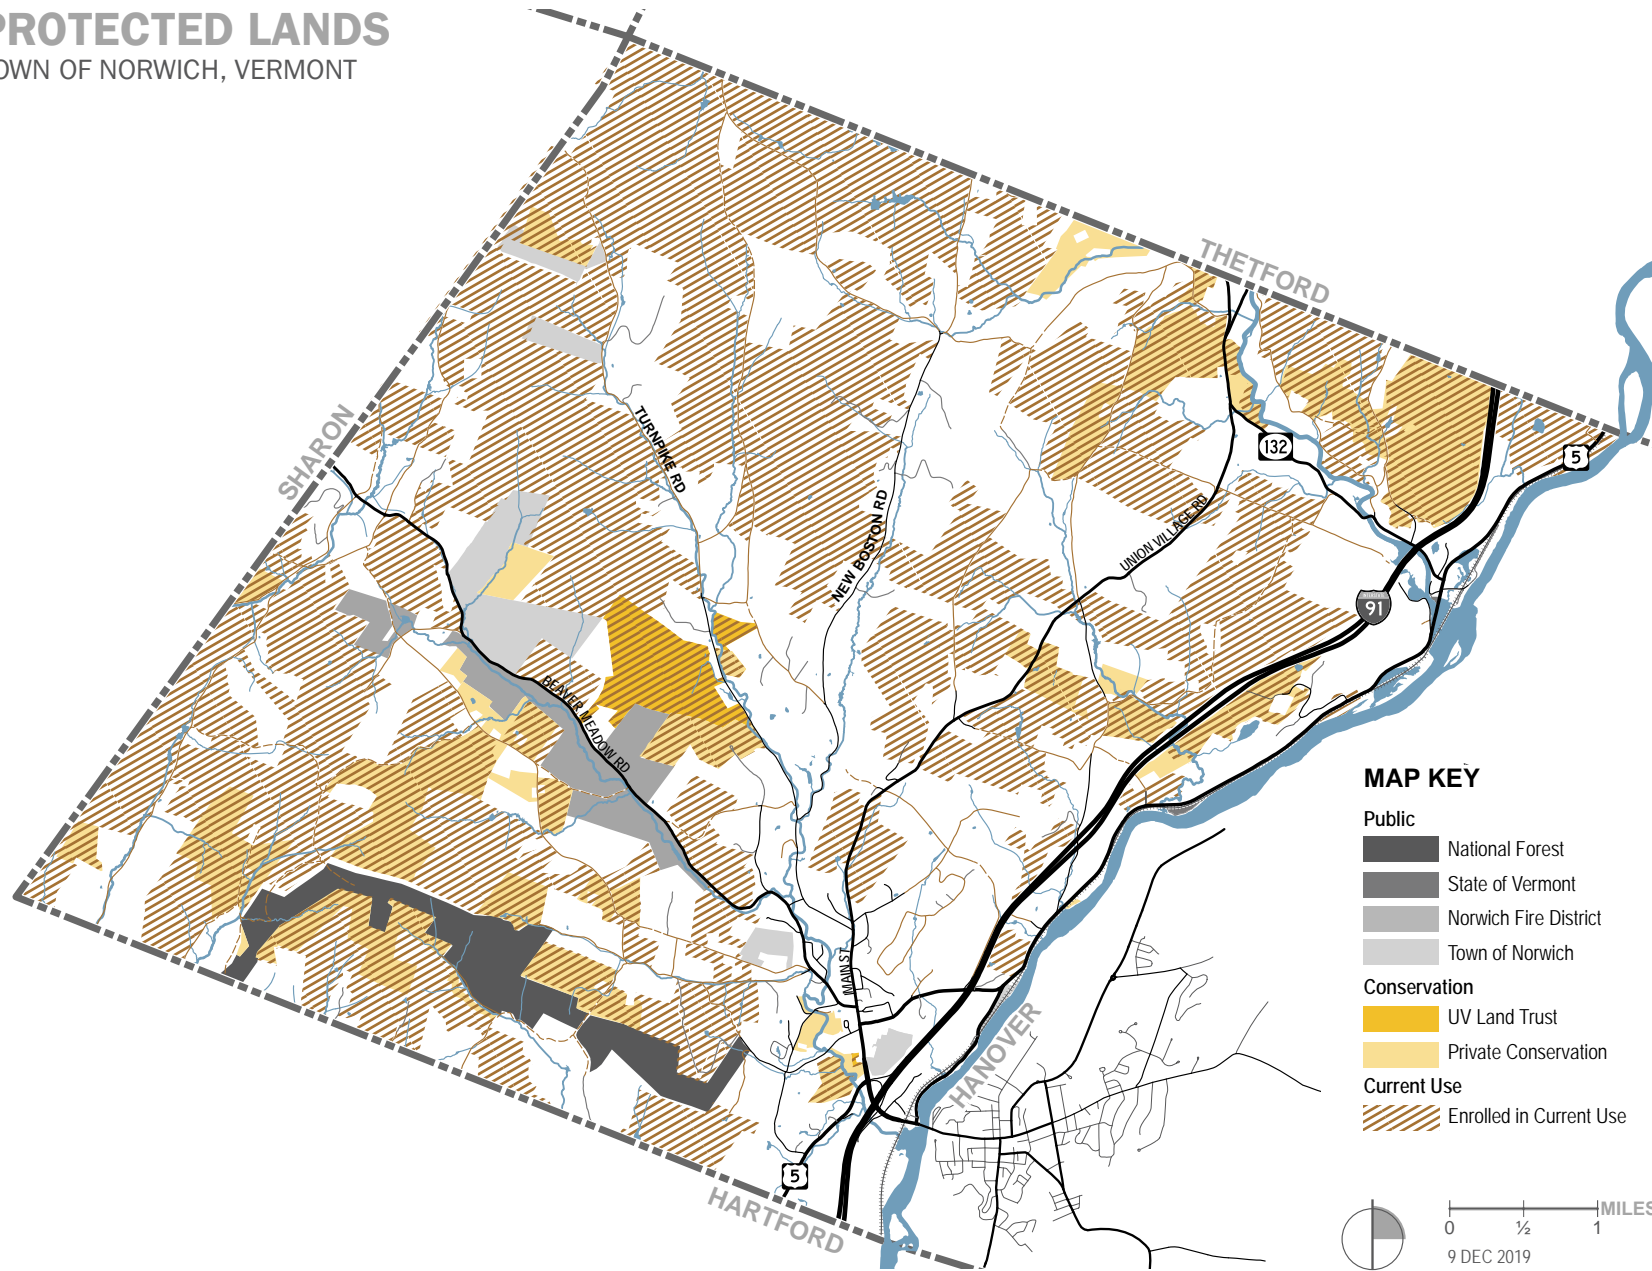 PROTECTED LANDS
OWN OF NORWICH, VERMONT
THETFORD
SHARON
TURNPIKE RD
132
5
NEW BOSTON RD
UNION VILLAGE RD
91
BEAVER MEADOW RD
MAIN ST
HANOVER
5
HARTFORD
MAP KEY
Public
National Forest
State of Vermont
Norwich Fire District
Town of Norwich
Conservation
UV Land Trust
Private Conservation
Current Use
Enrolled in Current Use
MILES
0 ½ 1
9 DEC 2019